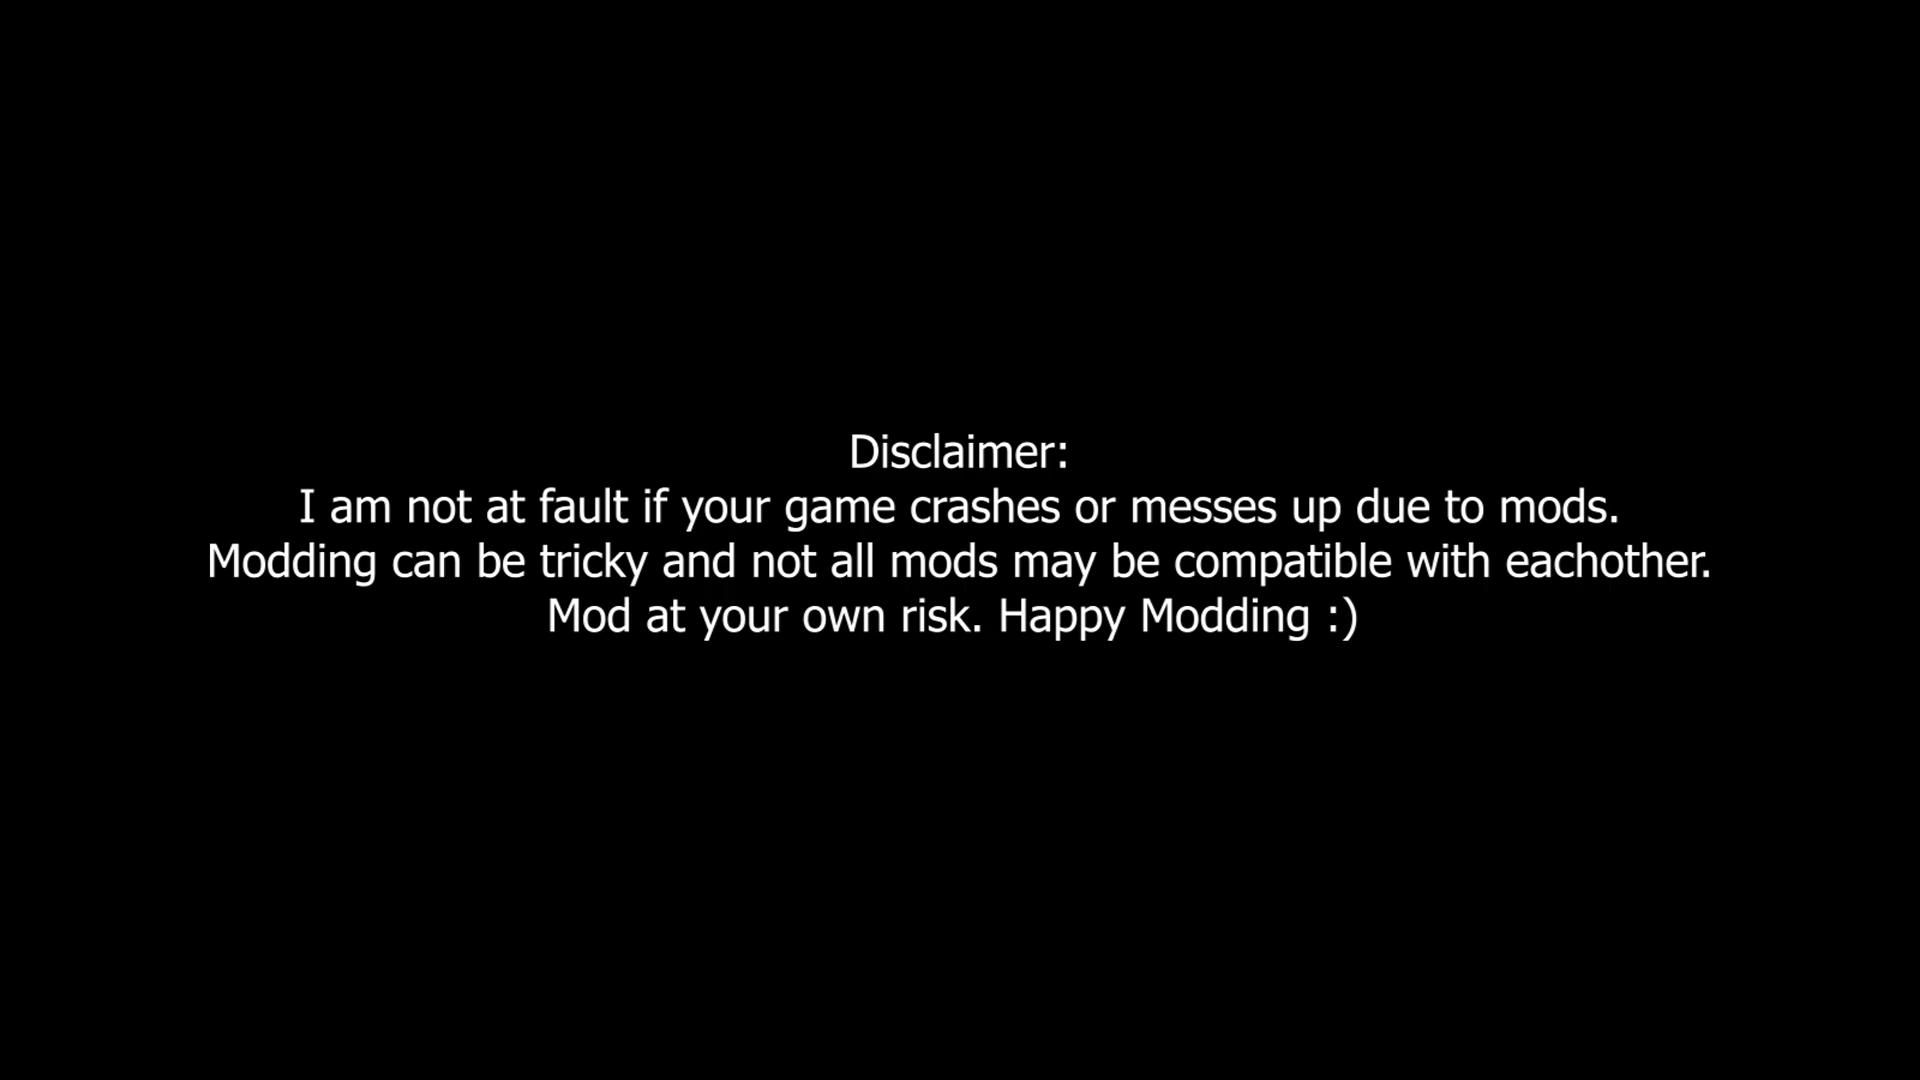 Disclaimer:
I am not at fault if your game crashes or messes up due to mods.
Modding can be tricky and not all mods may be compatible with eachother.
Mod at your own risk. Happy Modding :)